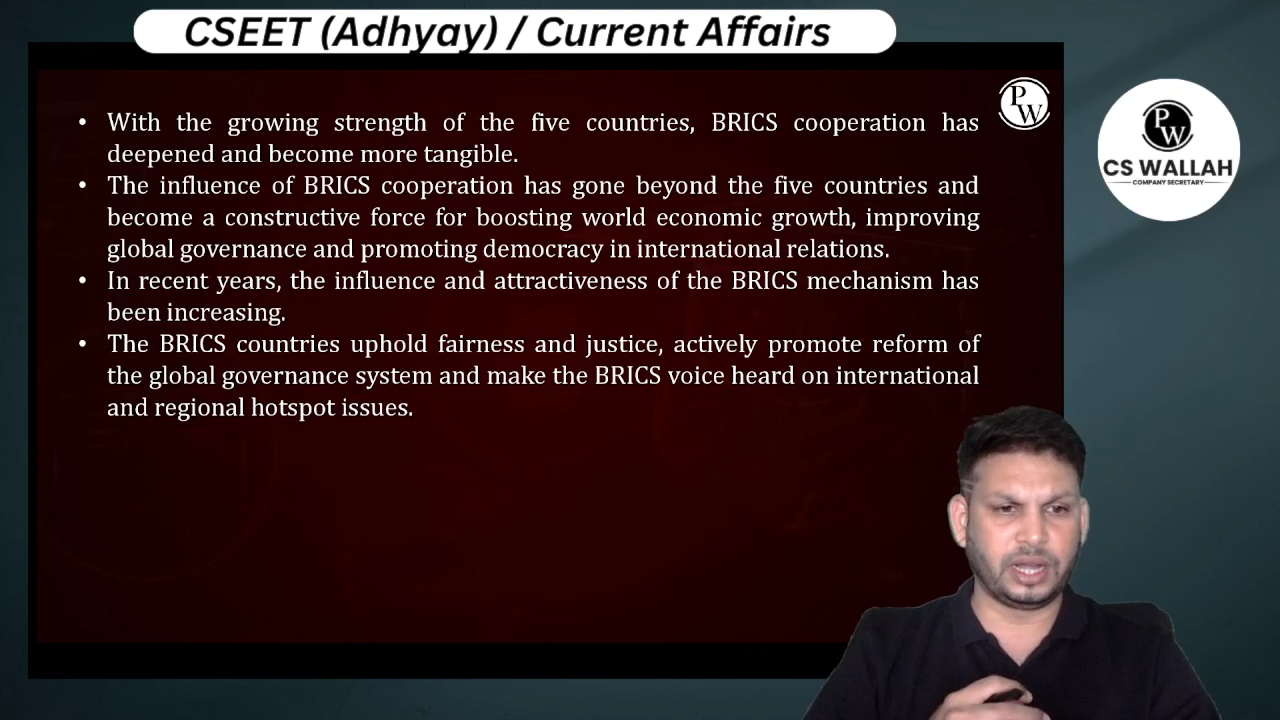 CSEET (Adhyay) / Current Affairs
• With the growing strength of the five countries, BRICS cooperation has
deepened and become more tangible.
• The influence of BRICS cooperation has gone beyond the five countries and
become a constructive force for boosting world economic growth, improving
global governance and promoting democracy in international relations.
• In recent years, the influence and attractiveness of the BRICS mechanism has
been increasing.
• The BRICS countries uphold fairness and justice, actively promote reform of
the global governance system and make the BRICS voice heard on international
and regional hotspot issues.
PW
PW
CS WALLAH
COMPANY SECRETARY